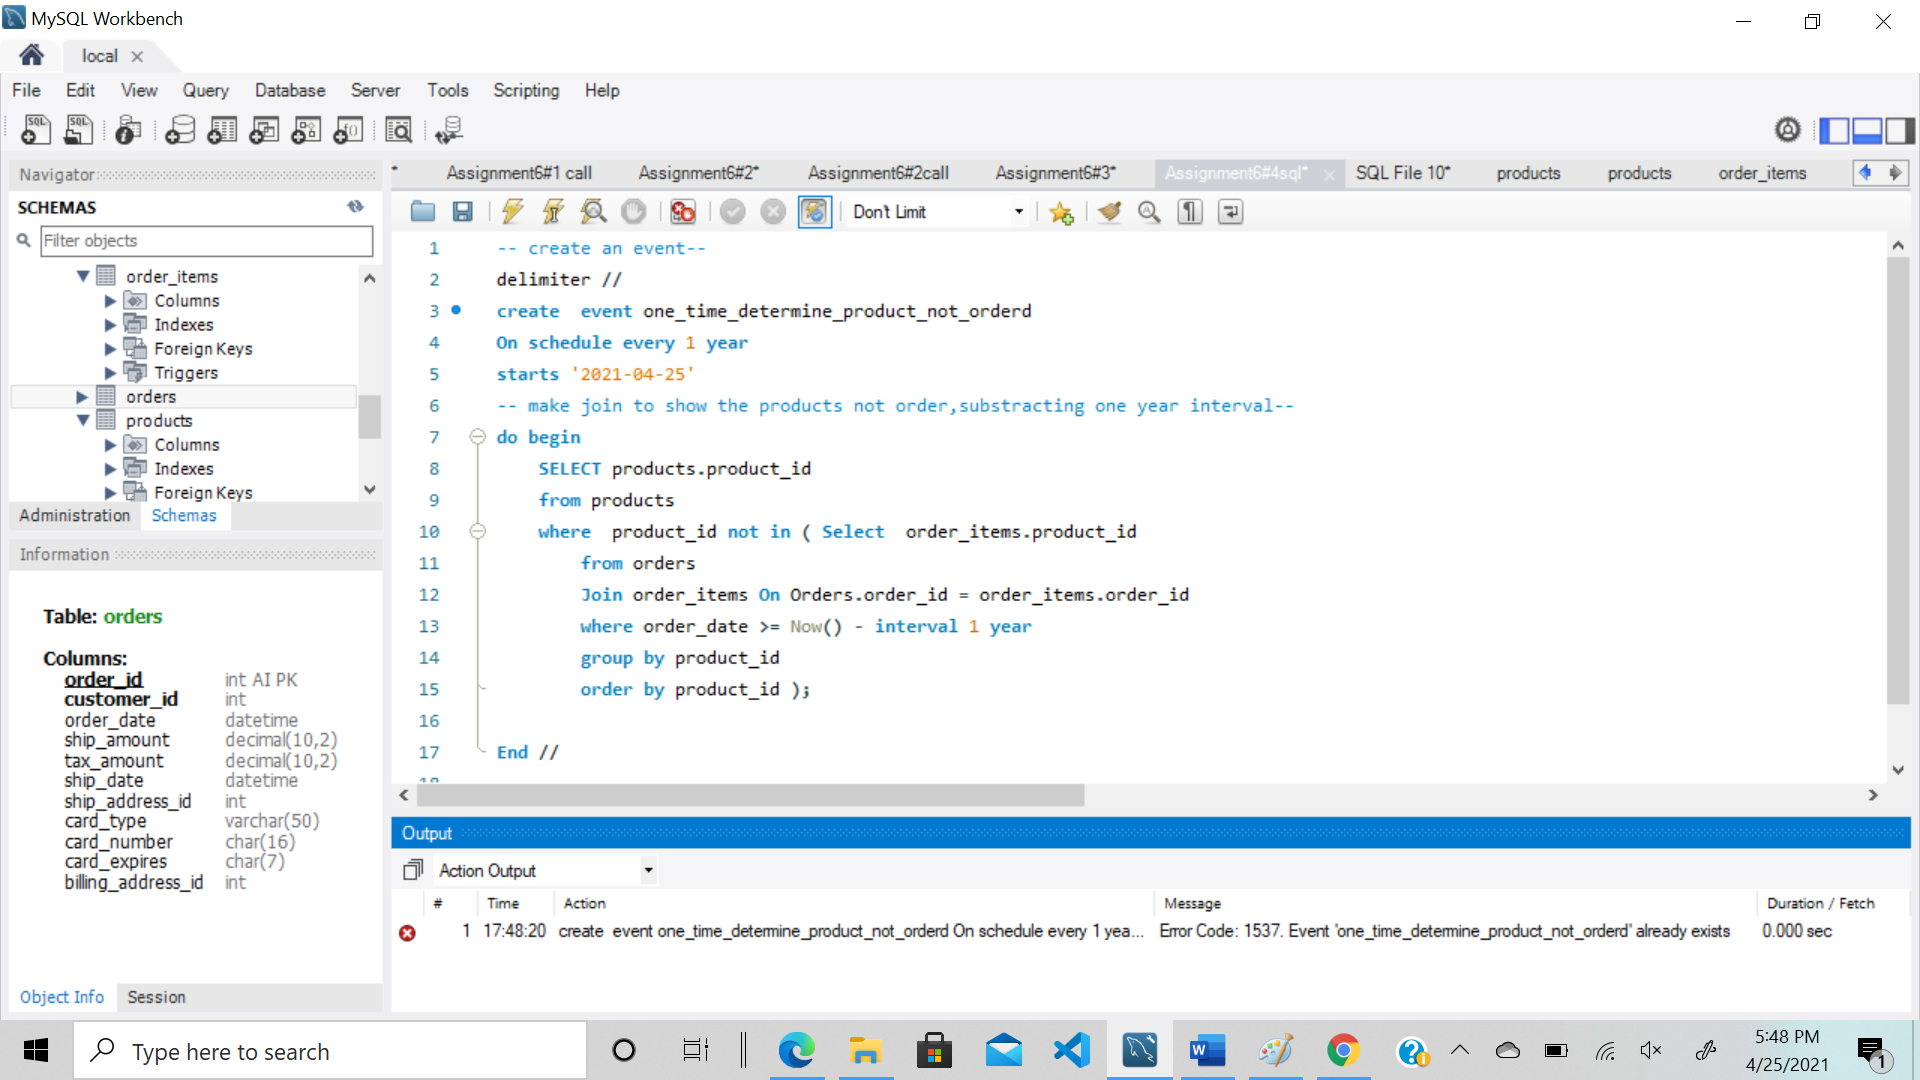 MySQL Workbench
local
File Edit View Query Database Server Tools Scripting Help
Navigator
SCHEMAS
Filter objects
order_items
Columns
Indexes
Foreign Keys
Triggers
orders
products
Columns
Indexes
Foreign Keys
Administration Schemas
Information
Table: orders
Columns:
order_id int AI PK
customer_id int
order_date datetime
ship_amount decimal(10,2)
tax_amount decimal(10,2)
ship_date datetime
ship_address_id int
card_type varchar(50)
card_number char(16)
card_expires char(7)
billing_address_id int
Object Info Session
* Assignment6#1 call Assignment6#2* Assignment6#2call Assignment6#3* Assignment6#4sql* SQL File 10* products products order_items
Don't Limit
1 -- create an event--
2 delimiter //
3 create  event one_time_determine_product_not_orderd
4 On schedule every 1 year
5 starts '2021-04-25'
6 -- make join to show the products not order,substracting one year interval--
7 do begin
8 SELECT products.product_id
9 from products
10 where  product_id not in ( Select  order_items.product_id
11 from orders
12 Join order_items On Orders.order_id = order_items.order_id
13 where order_date >= Now() - interval 1 year
14 group by product_id
15 order by product_id );
16
17 End //
18
Output
Action Output
# Time Action Message Duration / Fetch
1 17:48:20 create  event one_time_determine_product_not_orderd On schedule every 1 yea... Error Code: 1537. Event 'one_time_determine_product_not_orderd' already exists 0.000 sec
Type here to search
5:48 PM
4/25/2021
1